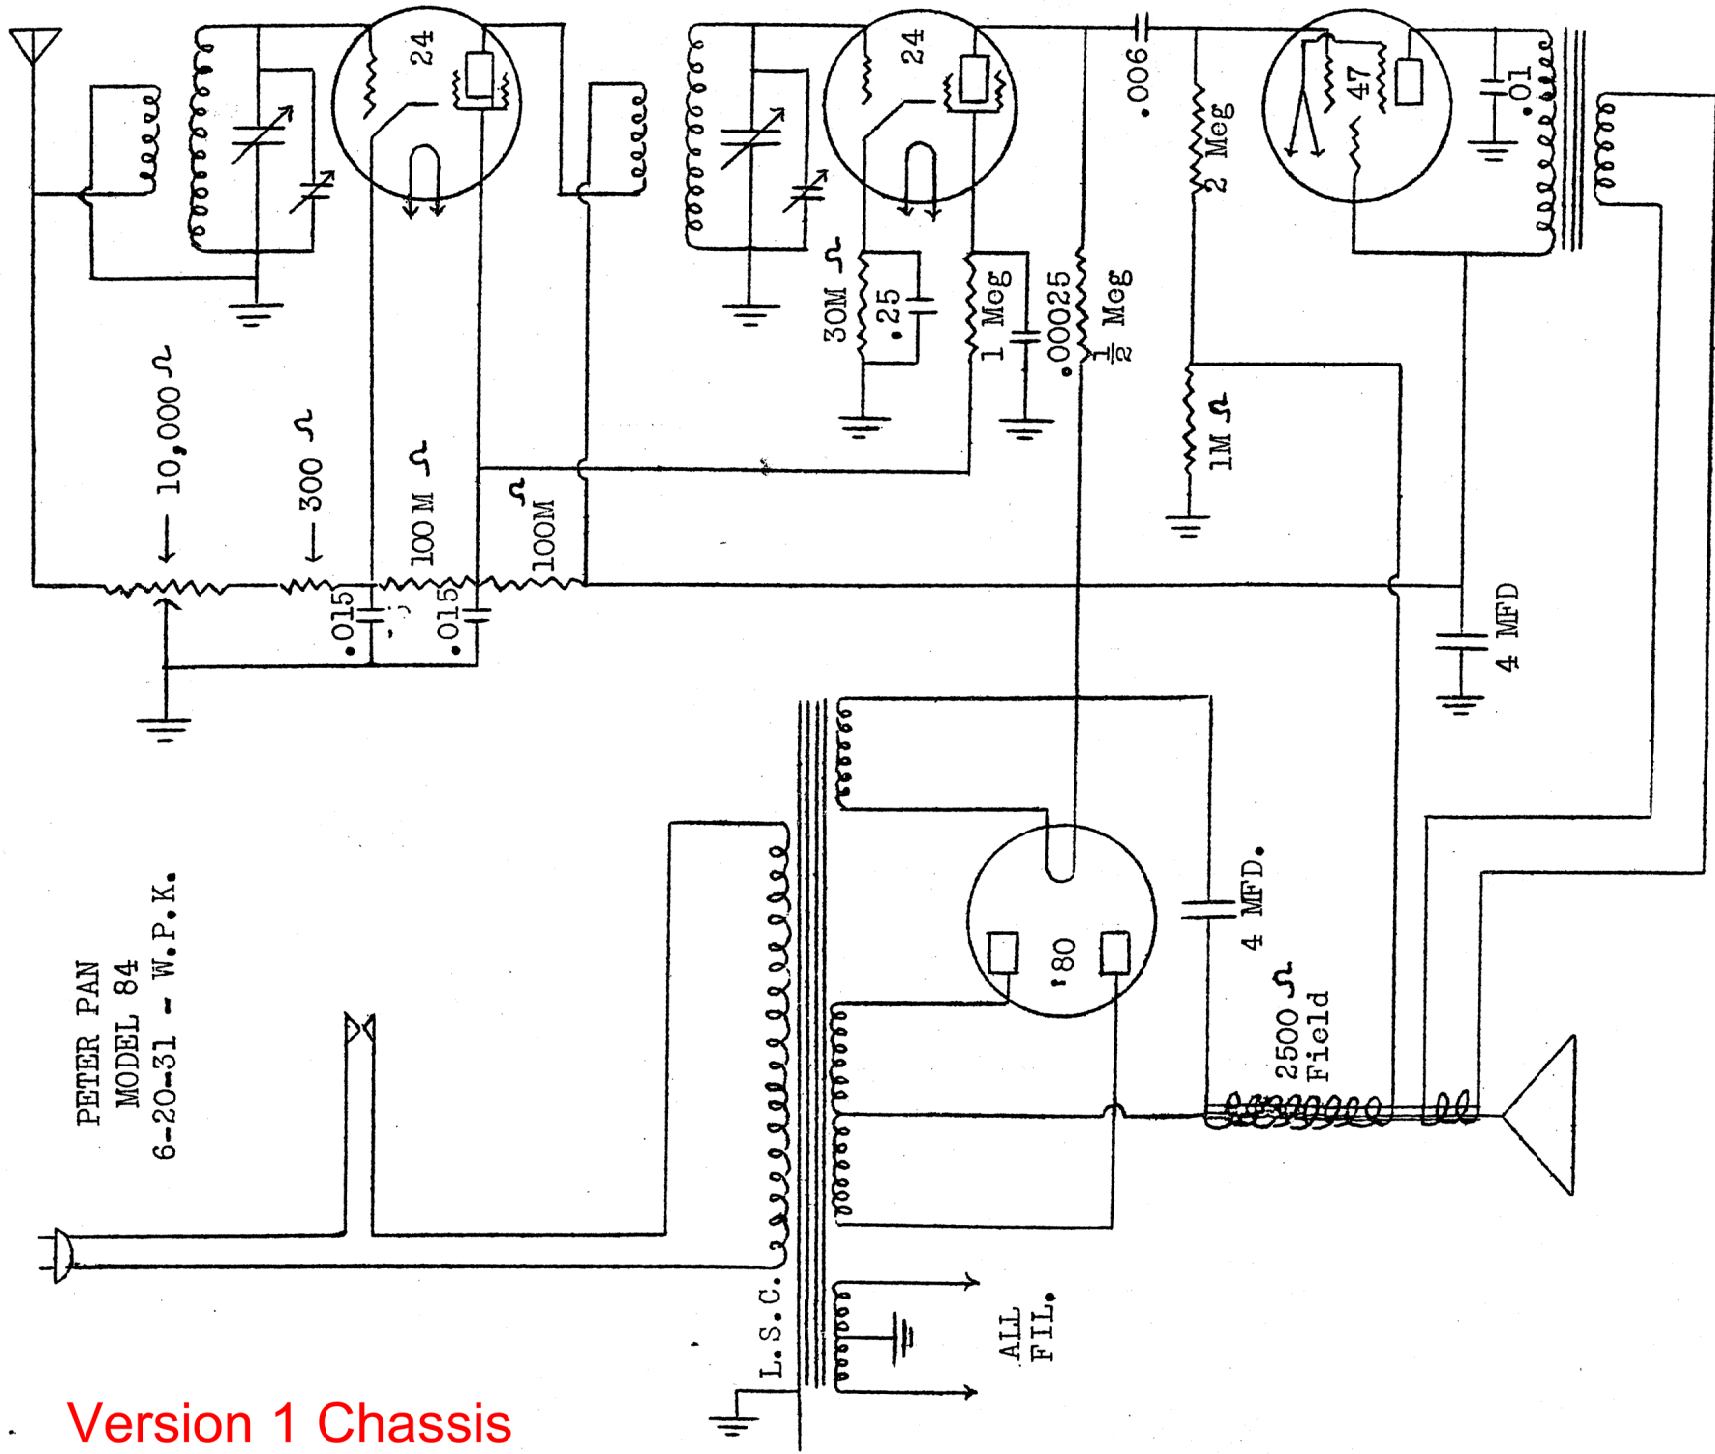 24
24
47
.006
2 Meg
.01
30M Ω
.25
1 Meg
.00025
1/2 Meg
10,000 Ω
300 Ω
100M Ω
100M Ω
1M Ω
.015
.015
4 MFD
PETER PAN
MODEL 84
6-20-31 - W.P.K.
'80
4 MFD.
2500 Ω
Field
L.S.C.
ALL
FIL.
Version 1 Chassis